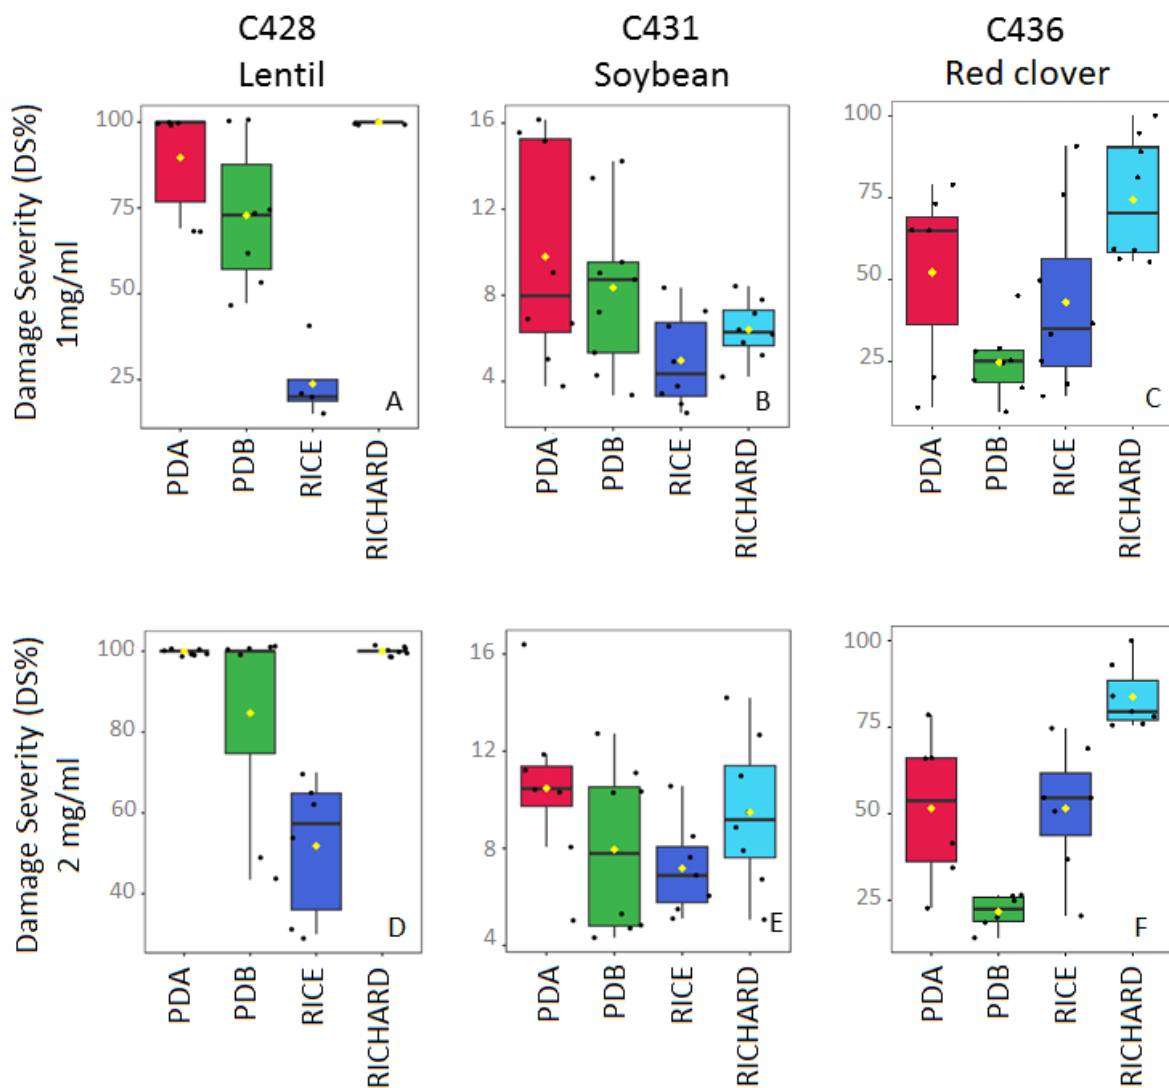 C428
Lentil
C431
Soybean
C436
Red clover
Damage Severity (DS%)
1mg/ml
100
75
50
25
A
PDA
PDB
RICE
RICHARD
16
12
8
4
B
PDA
PDB
RICE
RICHARD
100
75
50
25
C
PDA
PDB
RICE
RICHARD
Damage Severity (DS%)
2 mg/ml
100
80
60
40
D
PDA
PDB
RICE
RICHARD
16
12
8
4
E
PDA
PDB
RICE
RICHARD
100
75
50
25
F
PDA
PDB
RICE
RICHARD